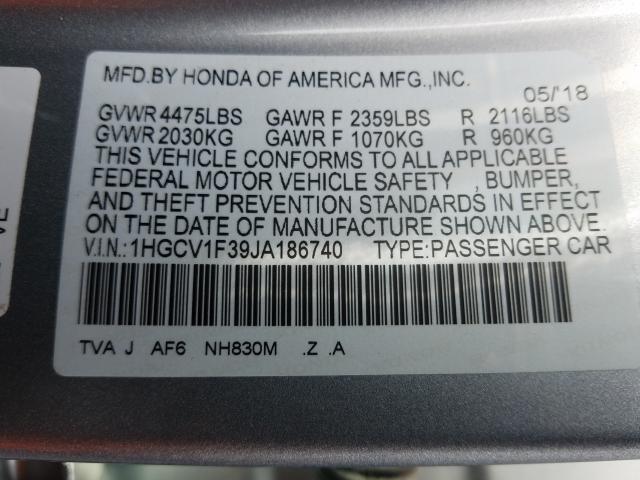 MFD.BY HONDA OF AMERICA MFG.,INC.
05/'18
GVWR 4475LBS GAWR F 2359LBS R 2116LBS
GVWR 2030KG GAWR F 1070KG R 960KG
THIS VEHICLE CONFORMS TO ALL APPLICABLE
FEDERAL MOTOR VEHICLE SAFETY , BUMPER,
AND THEFT PREVENTION STANDARDS IN EFFECT
ON THE DATE OF MANUFACTURE SHOWN ABOVE.
V.I.N.:1HGCV1F39JA186740 TYPE:PASSENGER CAR
TVA J AF6 NH830M .Z .A